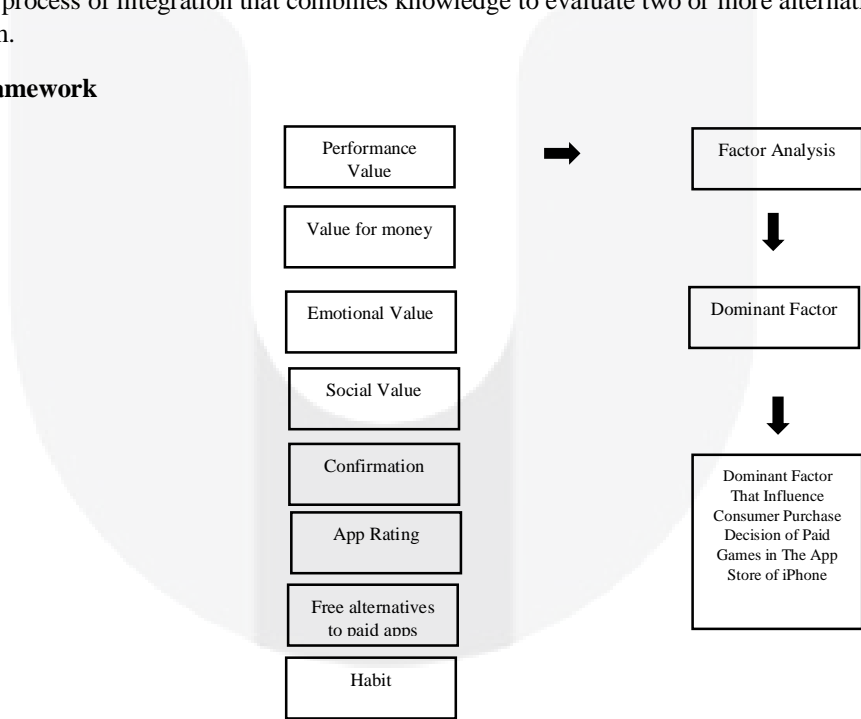 process of integration that combines knowledge to evaluate two or more
Framework
Performance
Value
Value for money
Emotional Value
Social Value
Confirmation
App Rating
Free alternatives
to paid apps
Habit
Factor Analysis
Dominant Factor
Dominant Factor
That Influence
Consumer Purchase
Decision of Paid
Games in The App
Store of iPhone